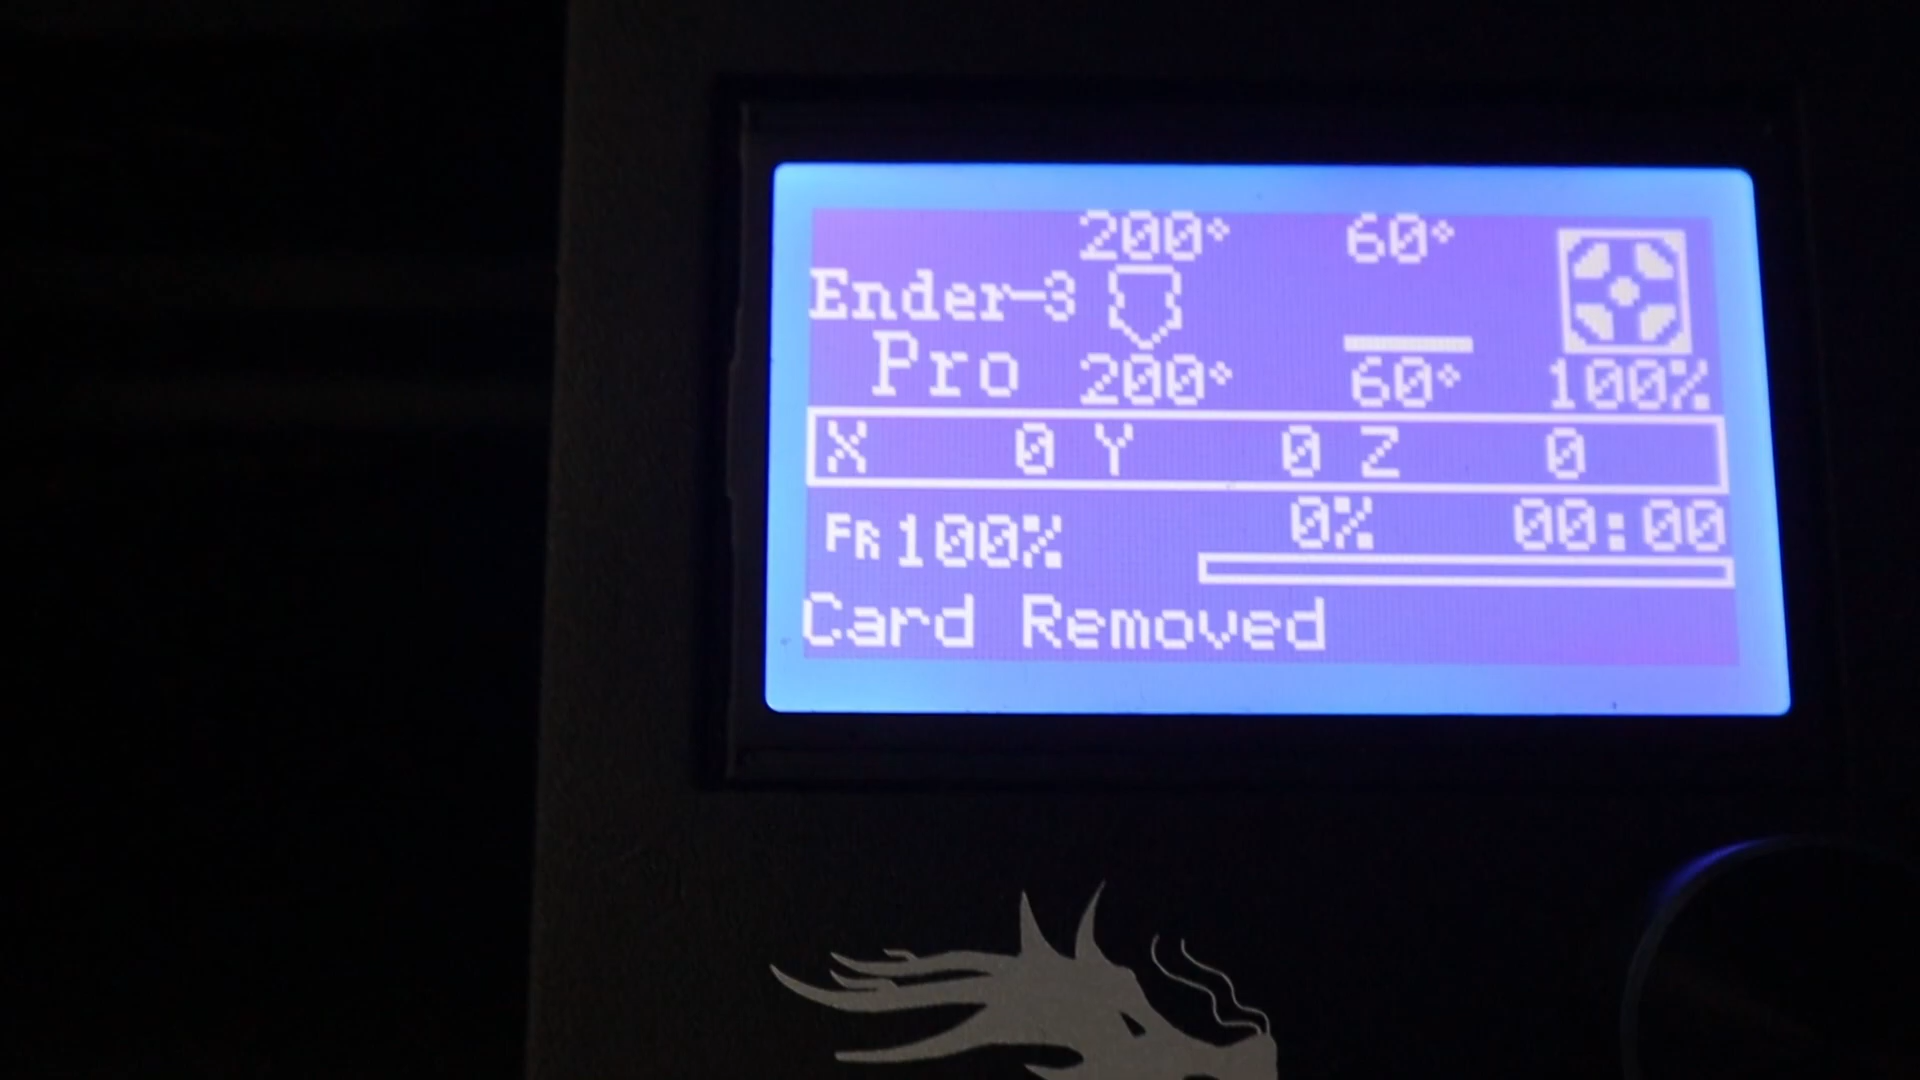 200° 60°
Ender-3
Pro
200° 60° 100%
X 0 Y 0 Z 0
FR 100% 0% 00:00
Card Removed